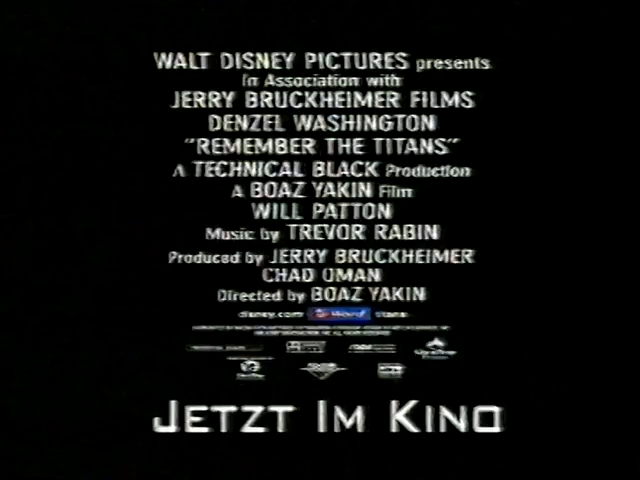 WALT DISNEY PICTURES presents
In Association with
JERRY BRUCKHEIMER FILMS
DENZEL WASHINGTON
"REMEMBER THE TITANS"
A TECHNICAL BLACK Production
A BOAZ YAKIN Film
WILL PATTON
Music by TREVOR RABIN
Produced by JERRY BRUCKHEIMER
CHAD OMAN
Directed by BOAZ YAKIN
disney.com Word titans
JETZT IM KINO